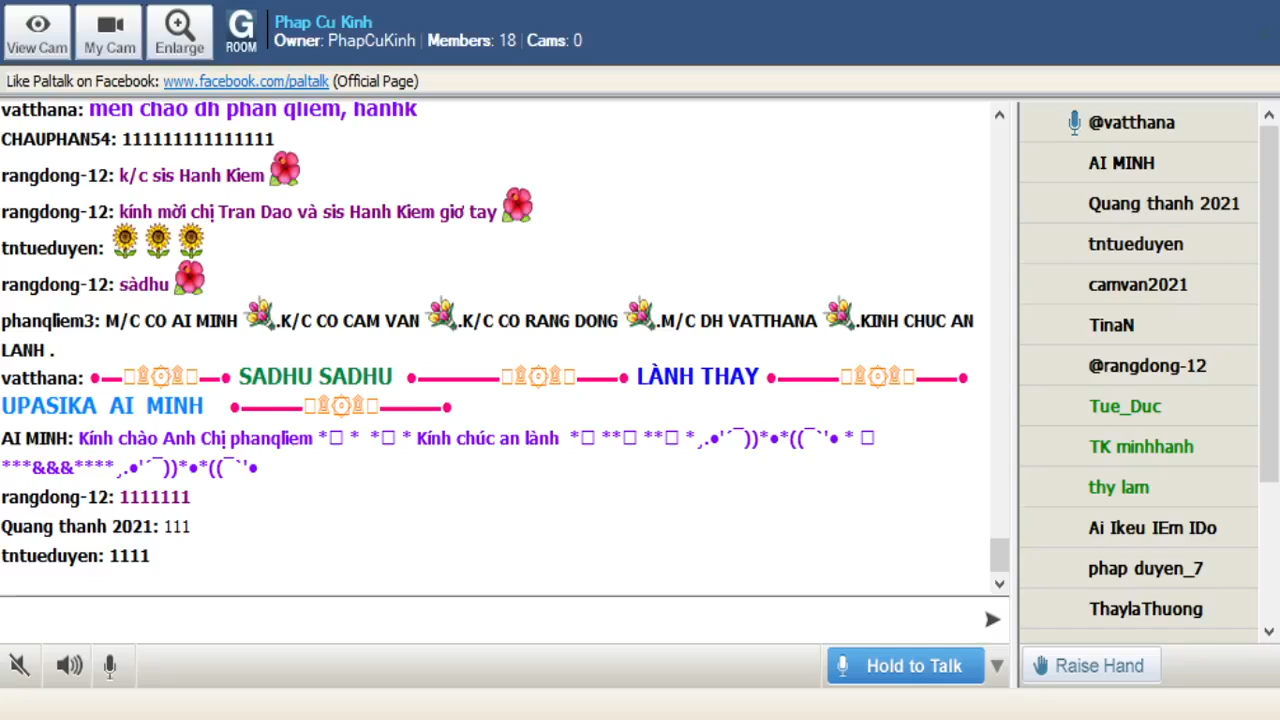 View Cam
My Cam
Enlarge
G
ROOM
Phap Cu Kinh
Owner: PhapCuKinh | Members: 18 | Cams: 0
Like Paltalk on Facebook: www.facebook.com/paltalk (Official Page)
vatthana: men chao dh phan qliem, hanhk
CHAUPHAN54: 111111111111111
rangdong-12: k/c sis Hanh Kiem
rangdong-12: kính mời chị Tran Dao và sis Hanh Kiem giơ tay
tntueduyen:
rangdong-12: sàdhu
phanqliem3: M/C CO AI MINH .K/C CO CAM VAN .K/C CO RANG DONG .M/C DH VATTHANA .KINH CHUC AN
LANH .
vatthana: SADHU SADHU LÀNH THAY
UPASIKA AI MINH
AI MINH: Kính chào Anh Chị phanqliem *□ * *□ * Kính chúc an lành *□ **□ **□ *¸.●'´¯))*●*((¯`'● * □
***&&&****¸.●'´¯))*●*((¯`'●
rangdong-12: 1111111
Quang thanh 2021: 111
tntueduyen: 1111
Hold to Talk
@vatthana
AI MINH
Quang thanh 2021
tntueduyen
camvan2021
TinaN
@rangdong-12
Tue_Duc
TK minhhanh
thy lam
Ai Ikeu IEm IDo
phap duyen_7
ThaylaThuong
Raise Hand